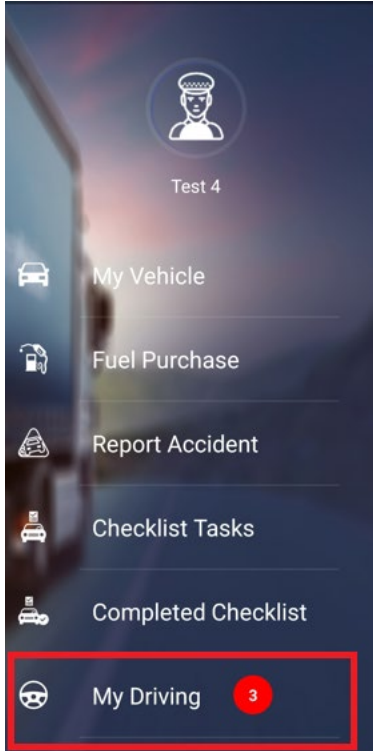 Test 4
My Vehicle
Fuel Purchase
Report Accident
Checklist Tasks
Completed Checklist
My Driving 3